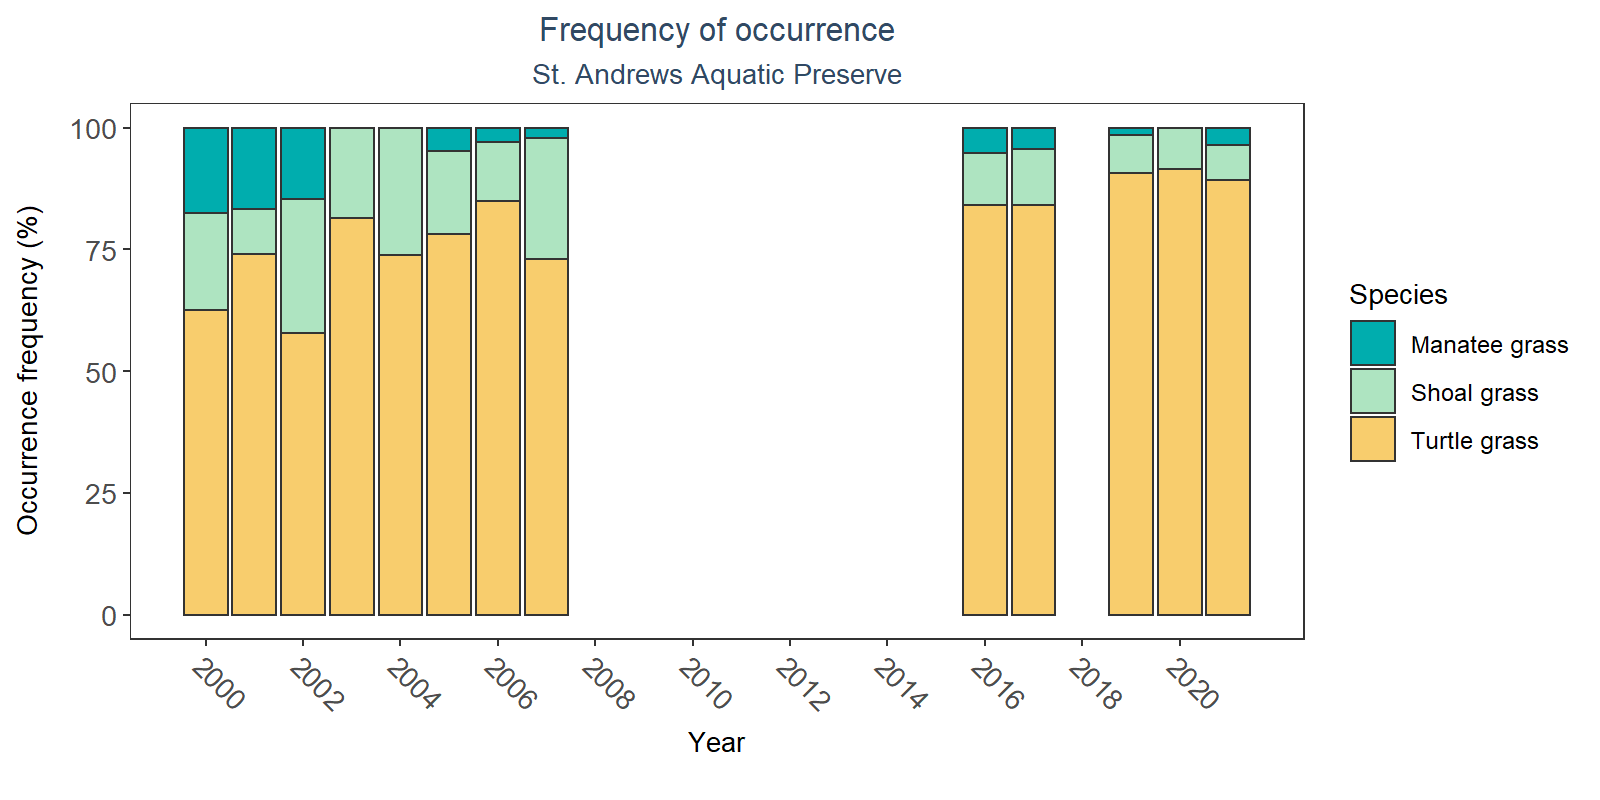 Frequency of occurrence
St. Andrews Aquatic Preserve
Occurrence frequency (%)
100
75
50
25
0
2000
2002
2004
2006
2008
2010
2012
2014
2016
2018
2020
Year
Species
Manatee grass
Shoal grass
Turtle grass